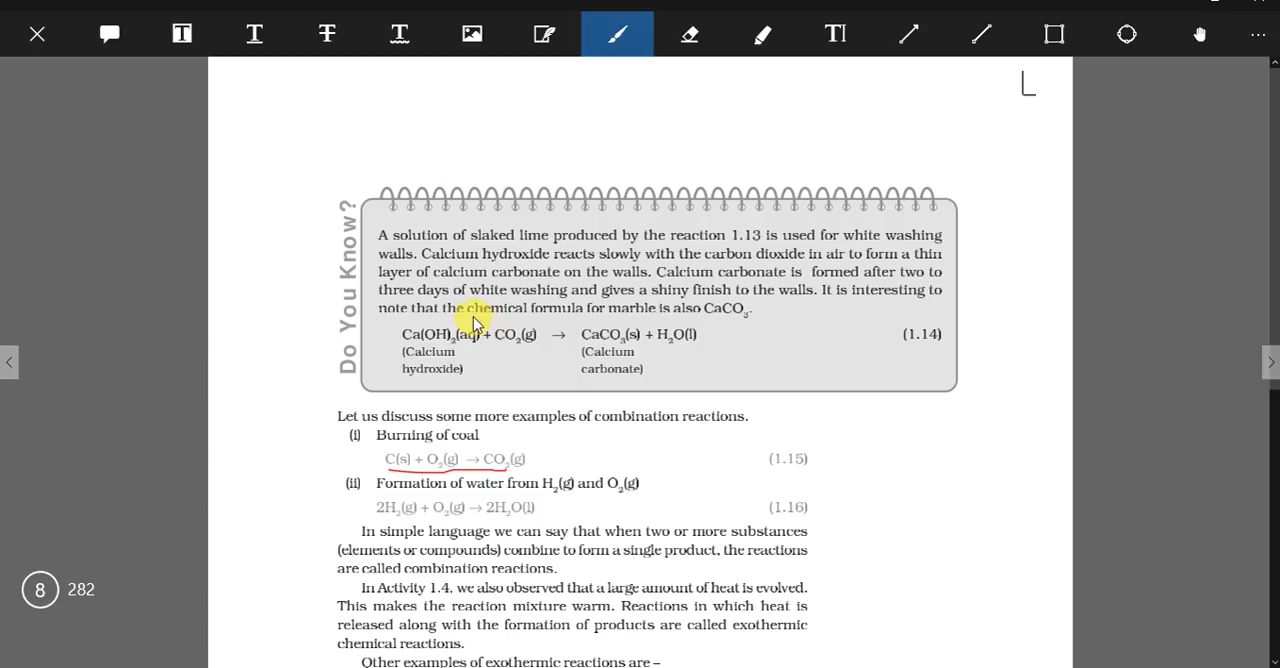 Do You Know?
A solution of slaked lime produced by the reaction 1.13 is used for white washing
walls. Calcium hydroxide reacts slowly with the carbon dioxide in air to form a thin
layer of calcium carbonate on the walls. Calcium carbonate is formed after two to
three days of white washing and gives a shiny finish to the walls. It is interesting to
note that the chemical formula for marble is also CaCO₃.
Ca(OH)₂(aq) + CO₂(g) → CaCO₃(s) + H₂O(l) (1.14)
(Calcium (Calcium
hydroxide) carbonate)
Let us discuss some more examples of combination reactions.
(i) Burning of coal
C(s) + O₂(g) → CO₂(g) (1.15)
(ii) Formation of water from H₂(g) and O₂(g)
2H₂(g) + O₂(g) → 2H₂O(l) (1.16)
In simple language we can say that when two or more substances
(elements or compounds) combine to form a single product, the reactions
are called combination reactions.
In Activity 1.4, we also observed that a large amount of heat is evolved.
This makes the reaction mixture warm. Reactions in which heat is
released along with the formation of products are called exothermic
chemical reactions.
Other examples of exothermic reactions are –
8 282